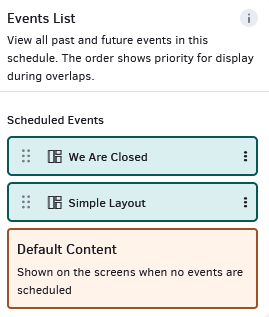 Events List
View all past and future events in this
schedule. The order shows priority for display
during overlaps.
Scheduled Events
We Are Closed
Simple Layout
Default Content
Shown on the screens when no events are
scheduled